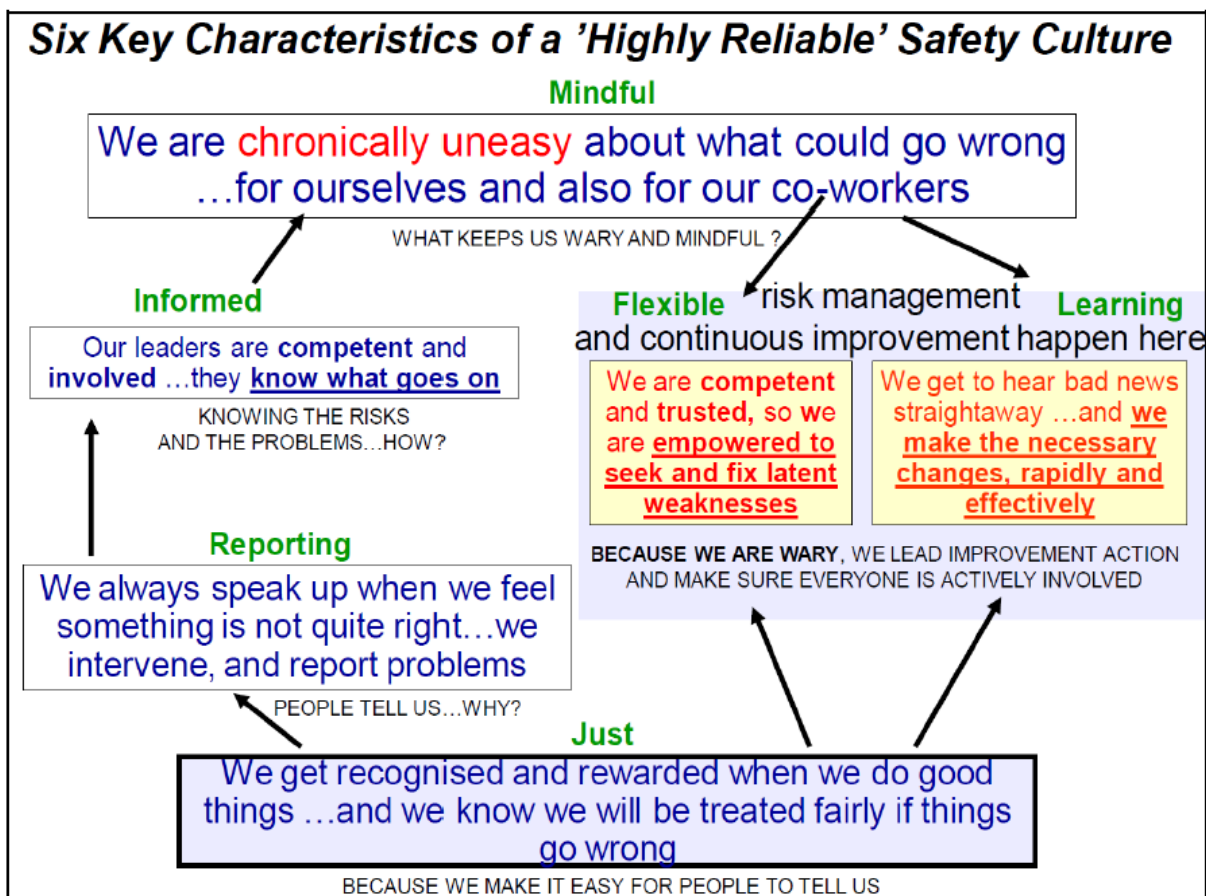 Six Key Characteristics of a ’Highly Reliable’ Safety Culture
Mindful
We are chronically uneasy about what could go wrong
…for ourselves and also for our co-workers
WHAT KEEPS US WARY AND MINDFUL ?
Informed
Our leaders are competent and
involved …they know what goes on
KNOWING THE RISKS
AND THE PROBLEMS…HOW?
Reporting
We always speak up when we feel
something is not quite right…we
intervene, and report problems
PEOPLE TELL US…WHY?
Flexible risk management Learning
and continuous improvement happen here
We are competent
and trusted, so we
are empowered to
seek and fix latent
weaknesses
We get to hear bad news
straightaway …and we
make the necessary
changes, rapidly and
effectively
BECAUSE WE ARE WARY, WE LEAD IMPROVEMENT ACTION
AND MAKE SURE EVERYONE IS ACTIVELY INVOLVED
Just
We get recognised and rewarded when we do good
things …and we know we will be treated fairly if things
go wrong
BECAUSE WE MAKE IT EASY FOR PEOPLE TO TELL US